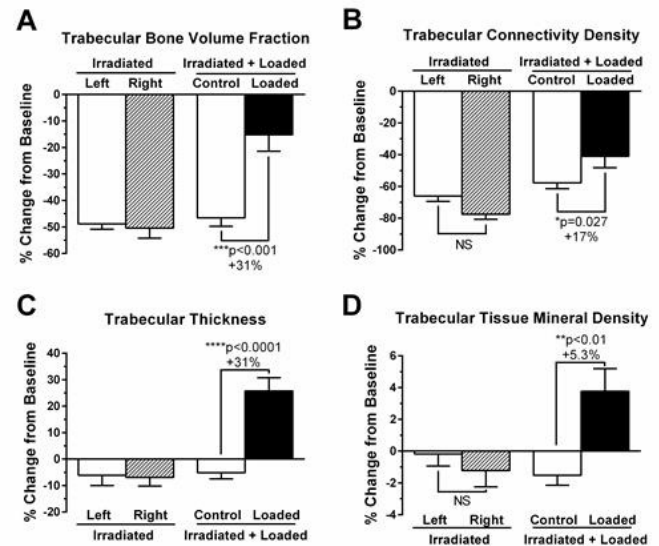 A
Trabecular Bone Volume Fraction
Irradiated
Irradiated + Loaded
Left
Right
Control
Loaded
% Change from Baseline
0
-10
-20
-30
-40
-50
-60
***p<0.001
+31%
B
Trabecular Connectivity Density
Irradiated
Irradiated + Loaded
Left
Right
Control
Loaded
% Change from Baseline
0
-20
-40
-60
-80
-100
NS
*p=0.027
+17%
C
Trabecular Thickness
% Change from Baseline
40
30
20
10
0
-10
-20
-30
****p<0.0001
+31%
Left
Right
Control
Loaded
Irradiated
Irradiated + Loaded
D
Trabecular Tissue Mineral Density
% Change from Baseline
6
4
2
0
-2
-4
**p<0.01
+5.3%
NS
Left
Right
Control
Loaded
Irradiated
Irradiated + Loaded